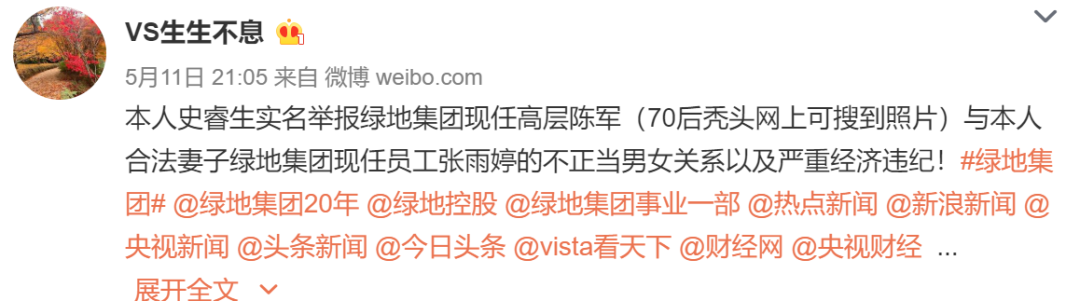 VS生生不息
5月11日 21:05 来自 微博 weibo.com
本人史睿生实名举报绿地集团现任高层陈军（70后秃头网上可搜到照片）与本人
合法妻子绿地集团现任员工张雨婷的不正当男女关系以及严重经济违纪！#绿地集
团# @绿地集团20年 @绿地控股 @绿地集团事业一部 @热点新闻 @新浪新闻 @
央视新闻 @头条新闻 @今日头条 @vista看天下 @财经网 @央视财经 ...
展开全文